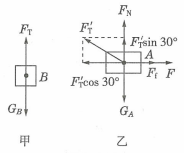 F_T
B
G_B
甲
F_N
F'_T
F'_T sin 30°
A
F_f
F
F'_T cos 30°
G_A
乙